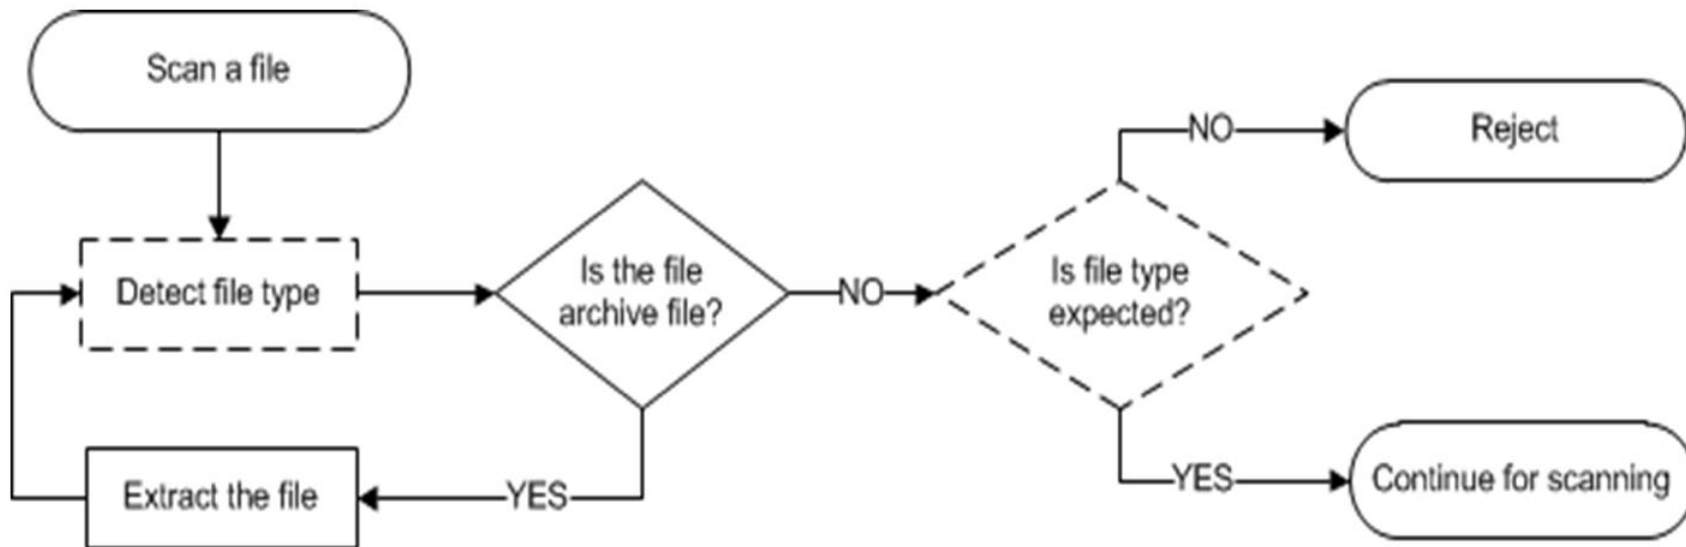 Scan a file
NO
Reject
Detect file type
Is the file
archive file?
NO
Is file type
expected?
Extract the file
YES
YES
Continue for scanning